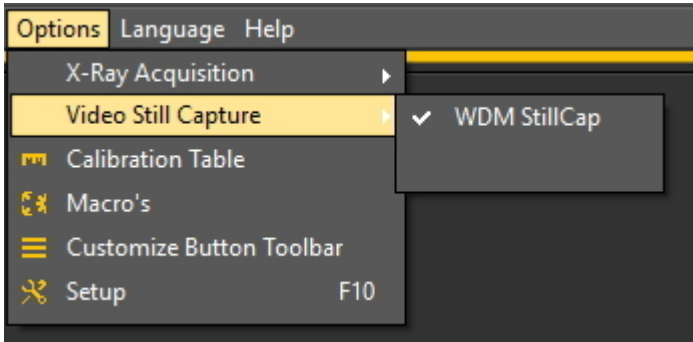 Options Language Help
X-Ray Acquisition
Video Still Capture
WDM StillCap
Calibration Table
Macro's
Customize Button Toolbar
Setup F10